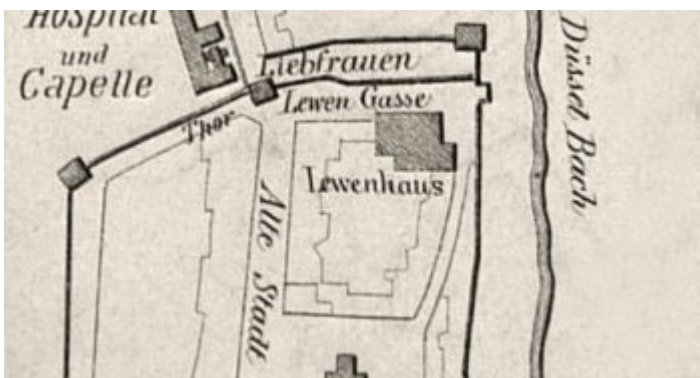 Hospital
und
Capelle
Liebfrauen
Thor
Lewen Gasse
Lewenhaus
Alte Stadt
Düssel Bach